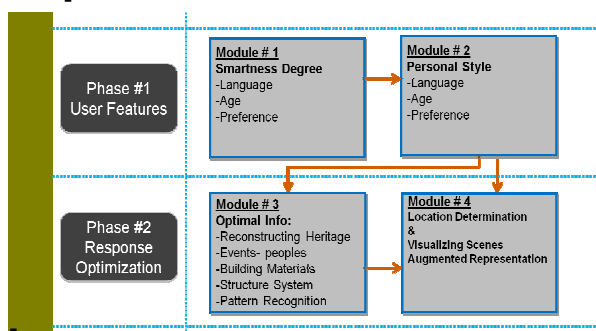 Phase #1
User Features
Module # 1
Smartness Degree
-Language
-Age
-Preference
Module # 2
Personal Style
-Language
-Age
-Preference
Phase #2
Response
Optimization
Module # 3
Optimal Info:
-Reconstructing Heritage
-Events- peoples
-Building Materials
-Structure System
-Pattern Recognition
Module # 4
Location Determination
&
Visualizing Scenes
Augmented Representation